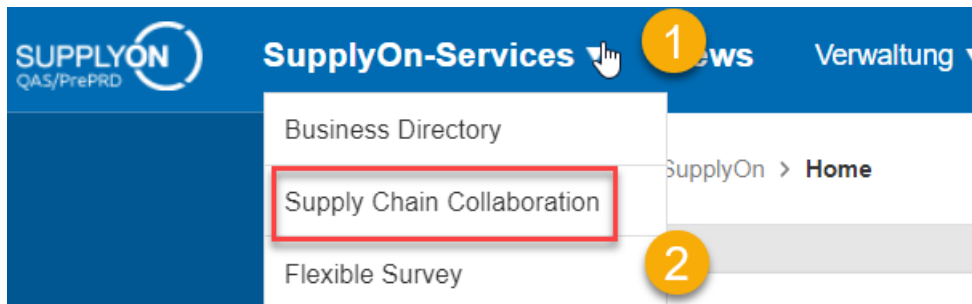 SUPPLYON
QAS/PrePRD
SupplyOn-Services
1
ews
Verwaltung
Business Directory
SupplyOn > Home
Supply Chain Collaboration
2
Flexible Survey